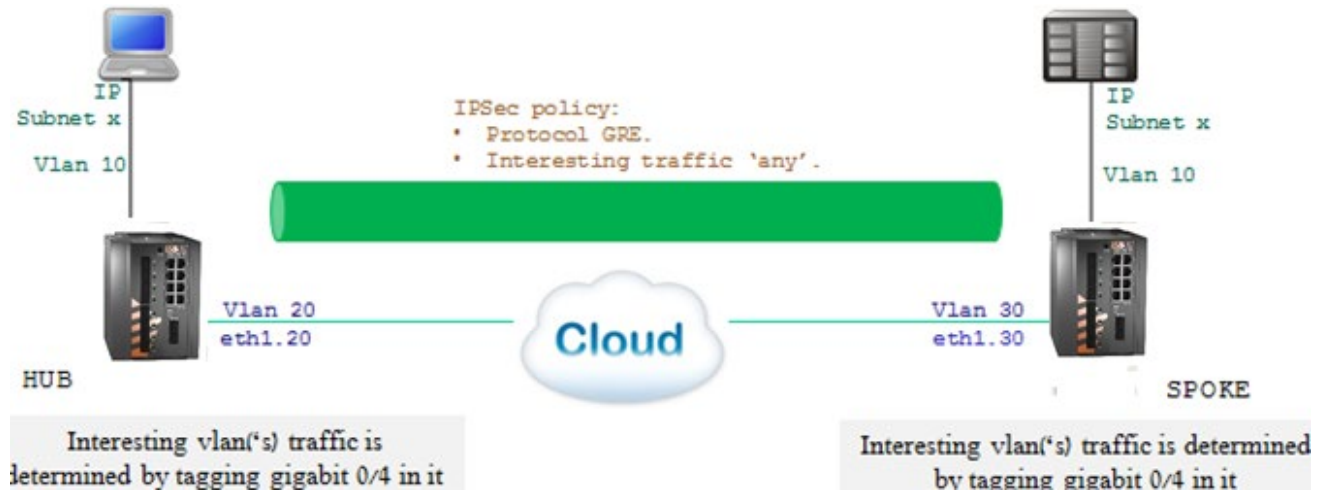 IP
Subnet x
Vlan 10
IPSec policy:
• Protocol GRE.
• Interesting traffic ‘any’.
IP
Subnet x
Vlan 10
Vlan 20
eth1.20
Cloud
Vlan 30
eth1.30
HUB
SPOKE
Interesting vlan(‘s) traffic is
determined by tagging gigabit 0/4 in it
Interesting vlan(‘s) traffic is determined
by tagging gigabit 0/4 in it